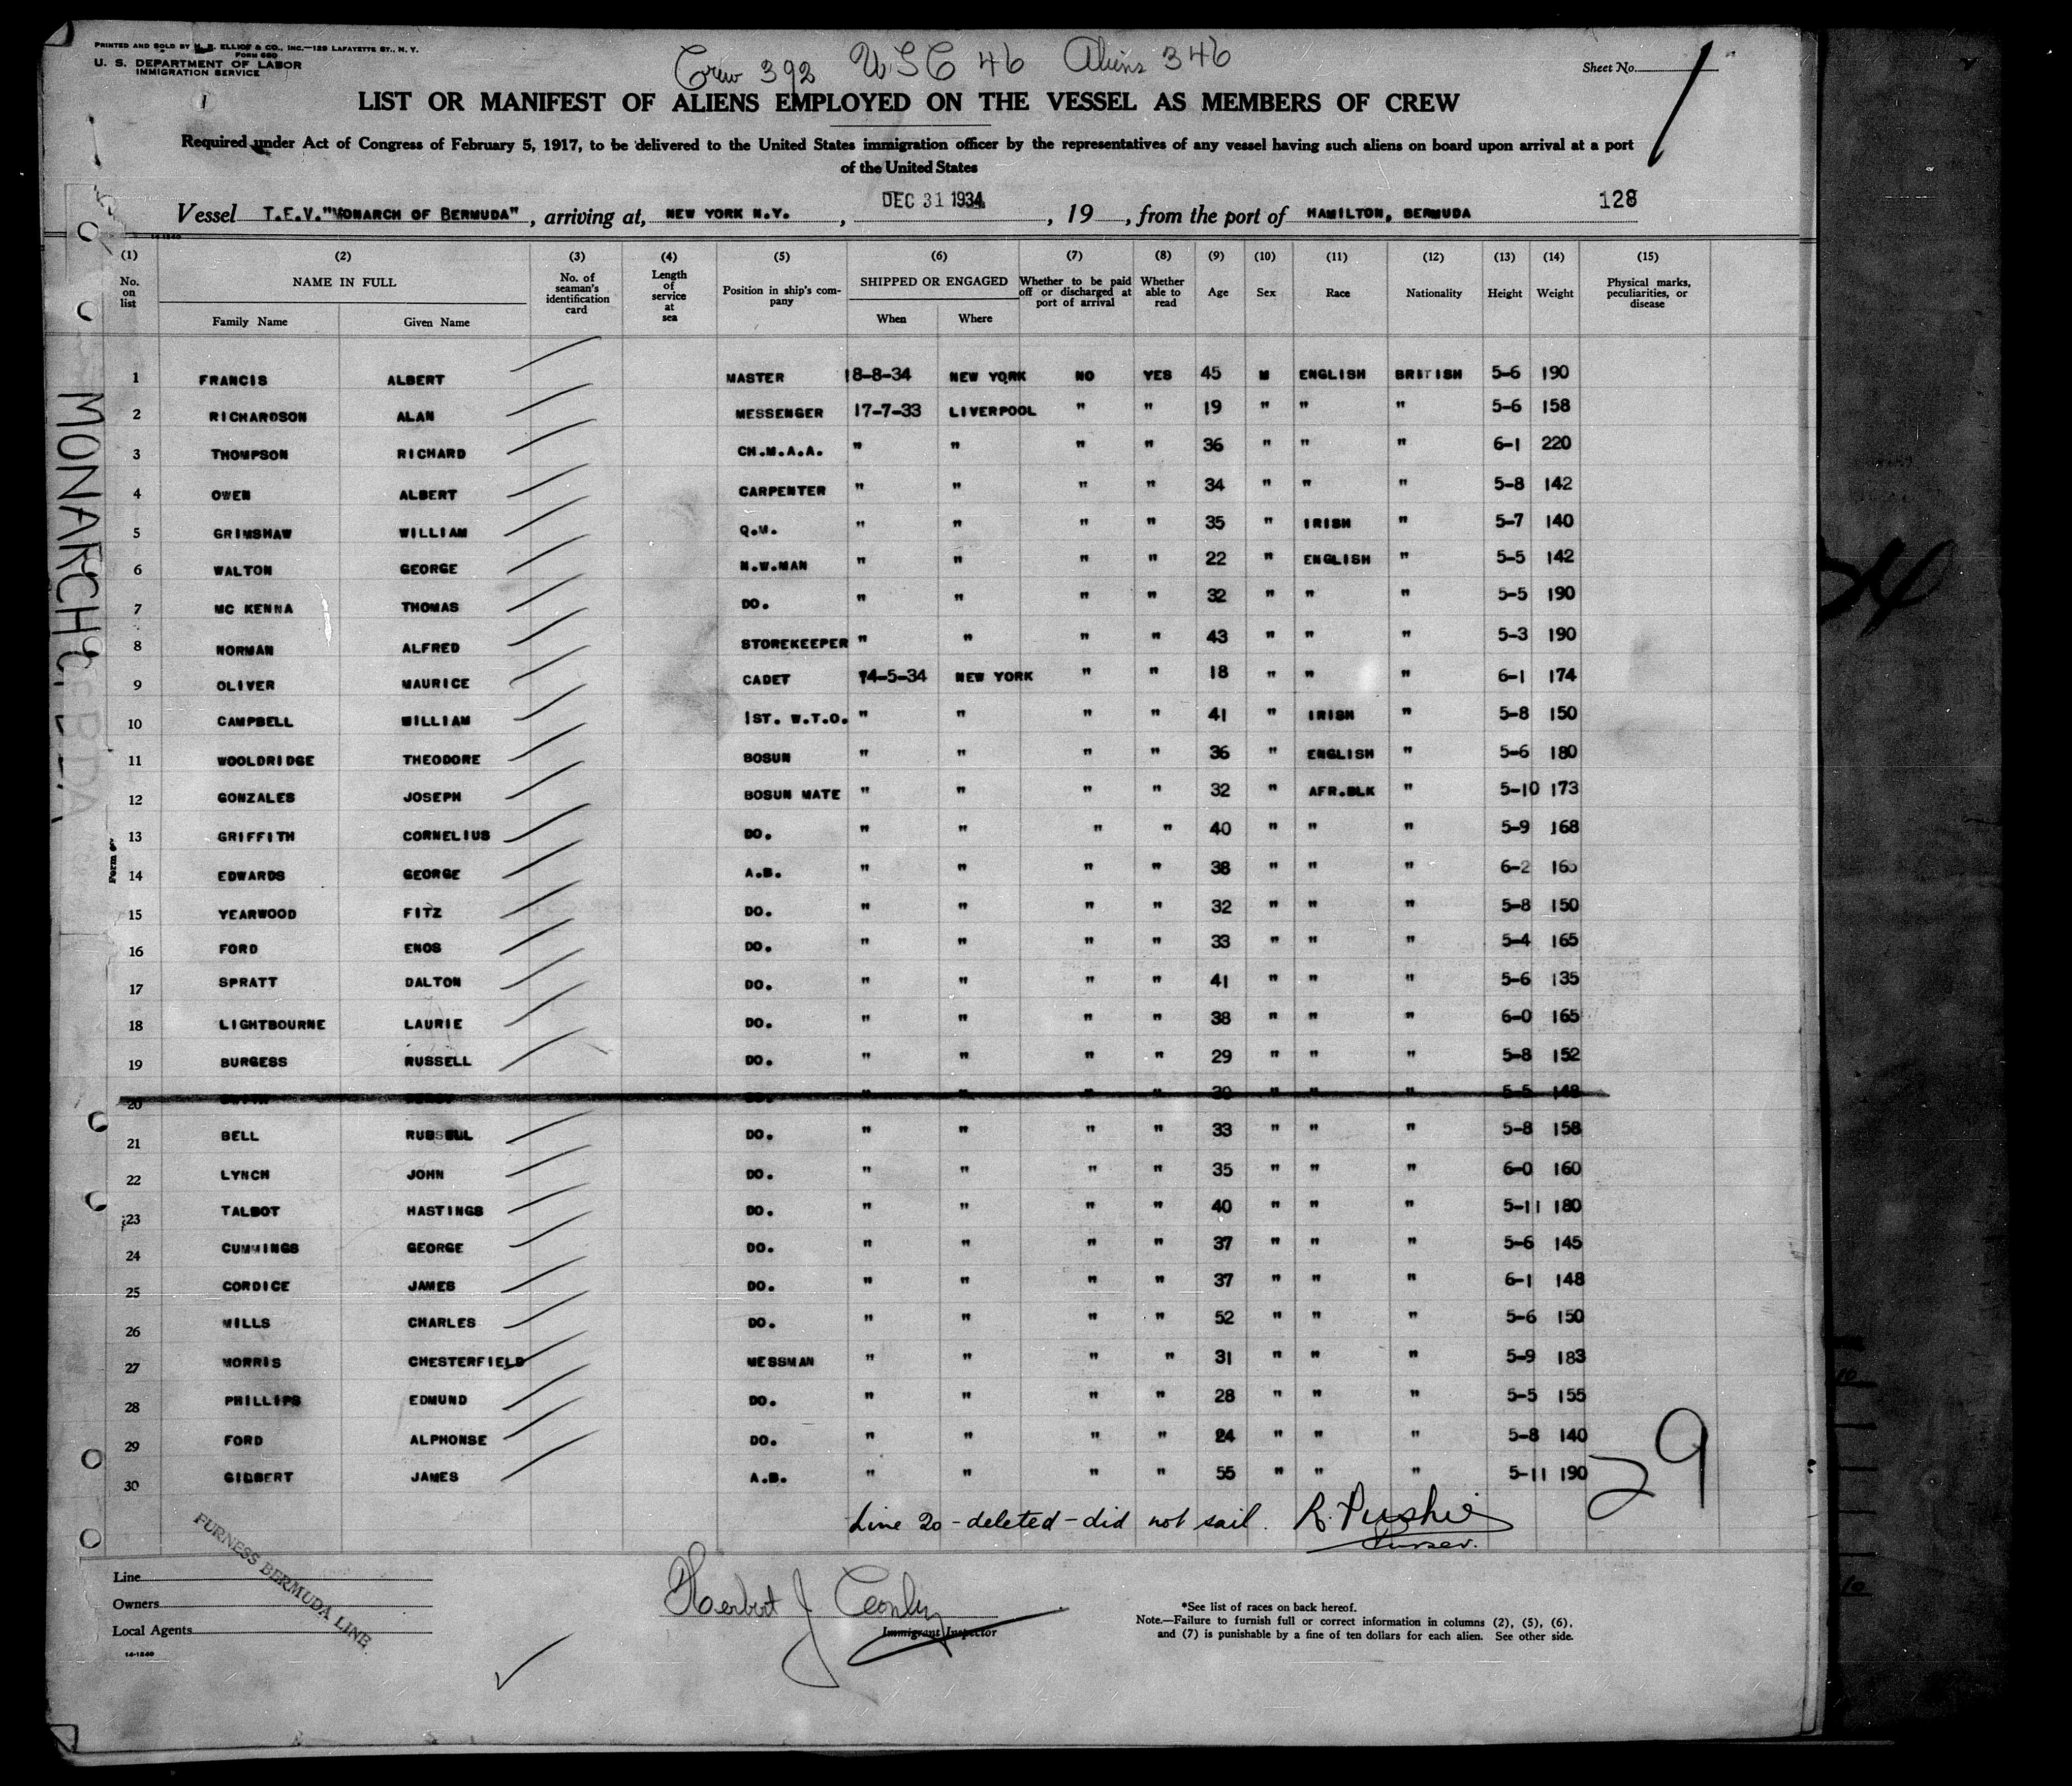 PRINTED AND SOLD BY H. B. ELLIOT & CO., INC.—129 LAFAYETTE ST., N. Y.
FORM 680
U. S. DEPARTMENT OF LABOR
IMMIGRATION SERVICE
Crew 392 USC 46 Aliens 346
Sheet No. 1
LIST OR MANIFEST OF ALIENS EMPLOYED ON THE VESSEL AS MEMBERS OF CREW
Required under Act of Congress of February 5, 1917, to be delivered to the United States immigration officer by the representatives of any vessel having such aliens on board upon arrival at a port
of the United States
Vessel T.E.V."MONARCH OF BERMUDA", arriving at, NEW YORK N.Y., DEC 31 1934, 19 , from the port of HAMILTON, BERMUDA 128
14-1240
(1) (2) (3) (4) (5) (6) (7) (8) (9) (10) (11) (12) (13) (14) (15)
No. on list NAME IN FULL Family Name Given Name No. of seaman's identification card Length of service at sea Position in ship's company SHIPPED OR ENGAGED When Where Whether to be paid off or discharged at port of arrival Whether able to read Age Sex Race Nationality Height Weight Physical marks, peculiarities, or disease
1 FRANCIS ALBERT MASTER 18-8-34 NEW YORK NO YES 45 M ENGLISH BRITISH 5-6 190
2 RICHARDSON ALAN MESSENGER 17-7-33 LIVERPOOL " " 19 " " " 5-6 158
3 THOMPSON RICHARD CH.M.A.A. " " " " 36 " " " 6-1 220
4 OWEN ALBERT CARPENTER " " " " 34 " " " 5-8 142
5 GRIMSHAW WILLIAM Q.M. " " " " 35 " IRISH " 5-7 140
6 WALTON GEORGE N.W.MAN " " " " 22 " ENGLISH " 5-5 142
7 MC KENNA THOMAS DO. " " " " 32 " " " 5-5 190
8 NORMAN ALFRED STOREKEEPER " " " " 43 " " " 5-3 190
9 OLIVER MAURICE CADET 14-5-34 NEW YORK " " 18 " " " 6-1 174
10 CAMPBELL WILLIAM 1ST. W.T.O. " " " " 41 " IRISH " 5-8 150
11 WOOLDRIDGE THEODORE BOSUN " " " " 36 " ENGLISH " 5-6 180
12 GONZALES JOSEPH BOSUN MATE " " " " 32 " AFR.BLK " 5-10 173
13 GRIFFITH CORNELIUS DO. " " " " 40 " " " 5-9 168
14 EDWARDS GEORGE A.B. " " " " 38 " " " 6-2
15 YEARWOOD FITZ DO. " " " " 32 " " " 5-8 150
16 FORD ENOS DO. " " " " 33 " " " 5-4 165
17 SPRATT DALTON DO. " " " " 41 " " " 5-6 135
18 LIGHTBOURNE LAURIE DO. " " " " 38 " " " 6-0 165
19 BURGESS RUSSELL DO. " " " " 29 " " " 5-8 152
20 " " " " 30 " " " 5-5 148
21 BELL RUSSELL DO. " " " " 33 " " " 5-8 158
22 LYNCH JOHN DO. " " " " 35 " " " 6-0 160
23 TALBOT HASTINGS DO. " " " " 40 " " " 5-11 180
24 CUMMINGS GEORGE DO. " " " " 37 " " " 5-6 145
25 CORDICE JAMES DO. " " " " 37 " " " 6-1 148
26 MILLS CHARLES DO. " " " " 52 " " " 5-6 150
27 MORRIS CHESTERFIELD MESSMAN " " " " 31 " " " 5-9 183
28 PHILLIPS EDMUND DO. " " " " 28 " " " 5-5 155
29 FORD ALPHONSE DO. " " " " 24 " " " 5-8 140
30 GILBERT JAMES A.B. " " " " 55 " " " 5-11 190
29
Line 20 - deleted - did not sail. R. Pushie
Purser.
Line
Owners
Local Agents
FURNESS BERMUDA LINE
14-1240
Herbert J
Immigrant Inspector
*See list of races on back hereof.
Note.—Failure to furnish full or correct information in columns (2), (5), (6),
and (7) is punishable by a fine of ten dollars for each alien. See other side.
MONARCH of BDA
Form
34